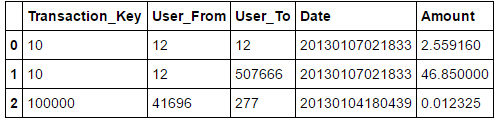 Transaction_Key User_From User_To Date Amount
0 10 12 12 20130107021833 2.559160
1 10 12 507666 20130107021833 46.850000
2 100000 41696 277 20130104180439 0.012325